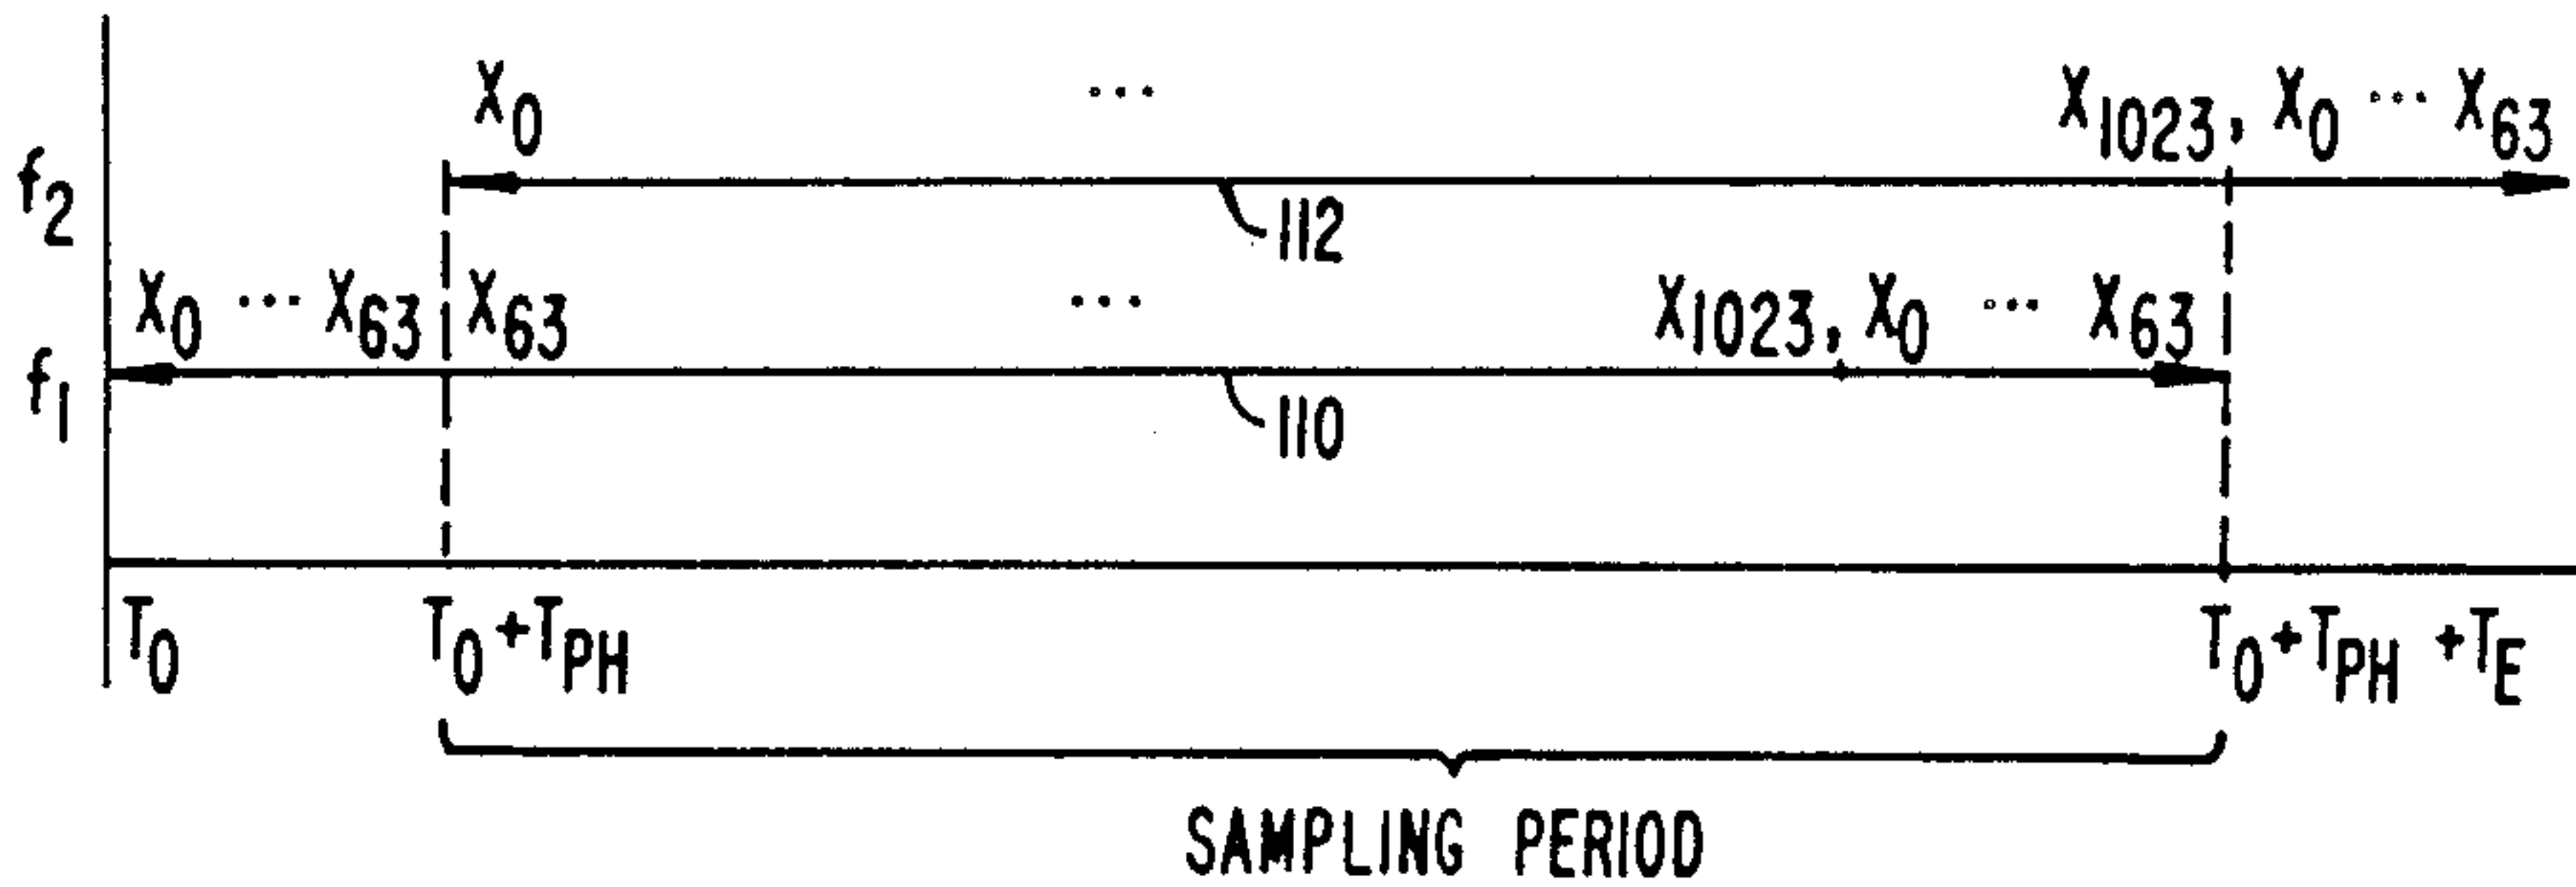 X0 ... X1023, X0 ... X63
f2
112
X0 ... X63 X63 ... X1023, X0 ... X63
f1
110
T0 T0+TPH T0+TPH+TE
SAMPLING PERIOD